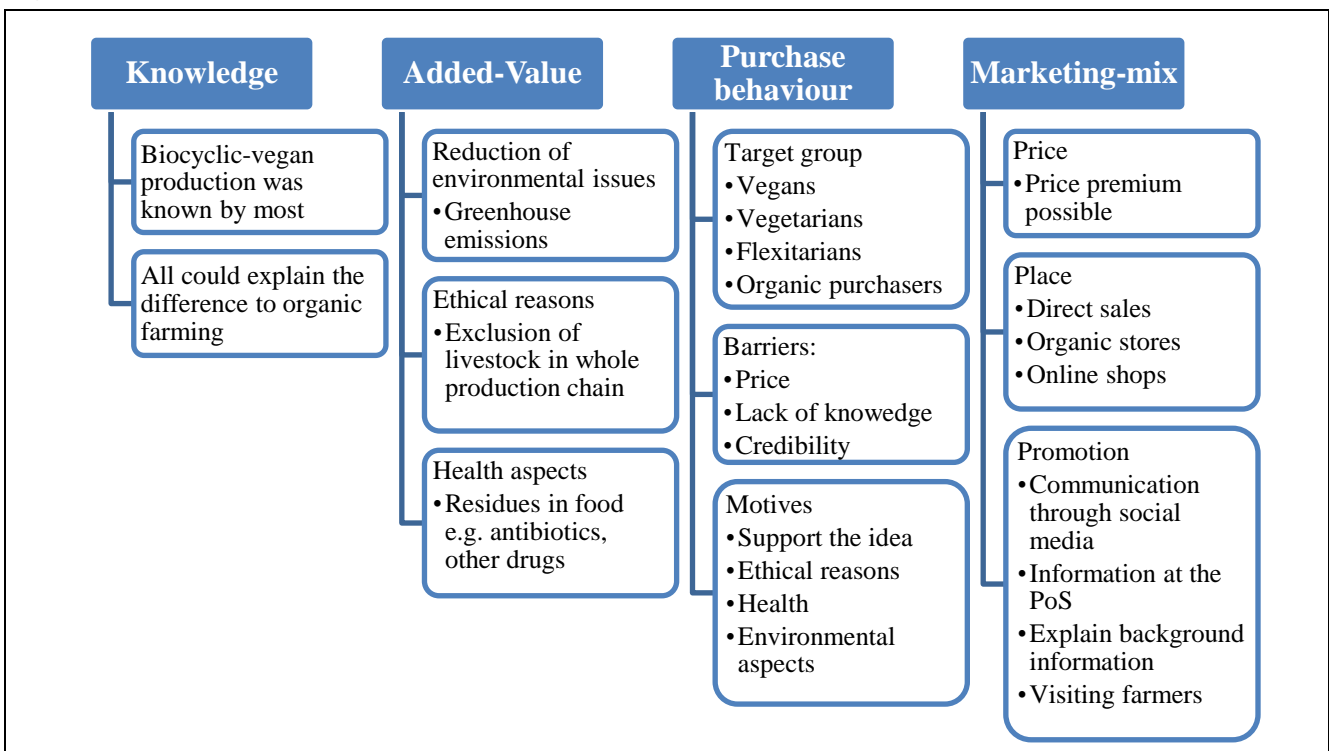 Knowledge
Biocyclic-vegan
production was
known by most
All could explain the
difference to organic
farming
Added-Value
Reduction of
environmental issues
•Greenhouse
emissions
Ethical reasons
•Exclusion of
livestock in whole
production chain
Health aspects
•Residues in food
e.g. antibiotics,
other drugs
Purchase
behaviour
Target group
•Vegans
•Vegetarians
•Flexitarians
•Organic purchasers
Barriers:
•Price
•Lack of knowedge
•Credibility
Motives
•Support the idea
•Ethical reasons
•Health
•Environmental
aspects
Marketing-mix
Price
•Price premium
possible
Place
•Direct sales
•Organic stores
•Online shops
Promotion
•Communication
through social
media
•Information at the
PoS
•Explain background
information
•Visiting farmers